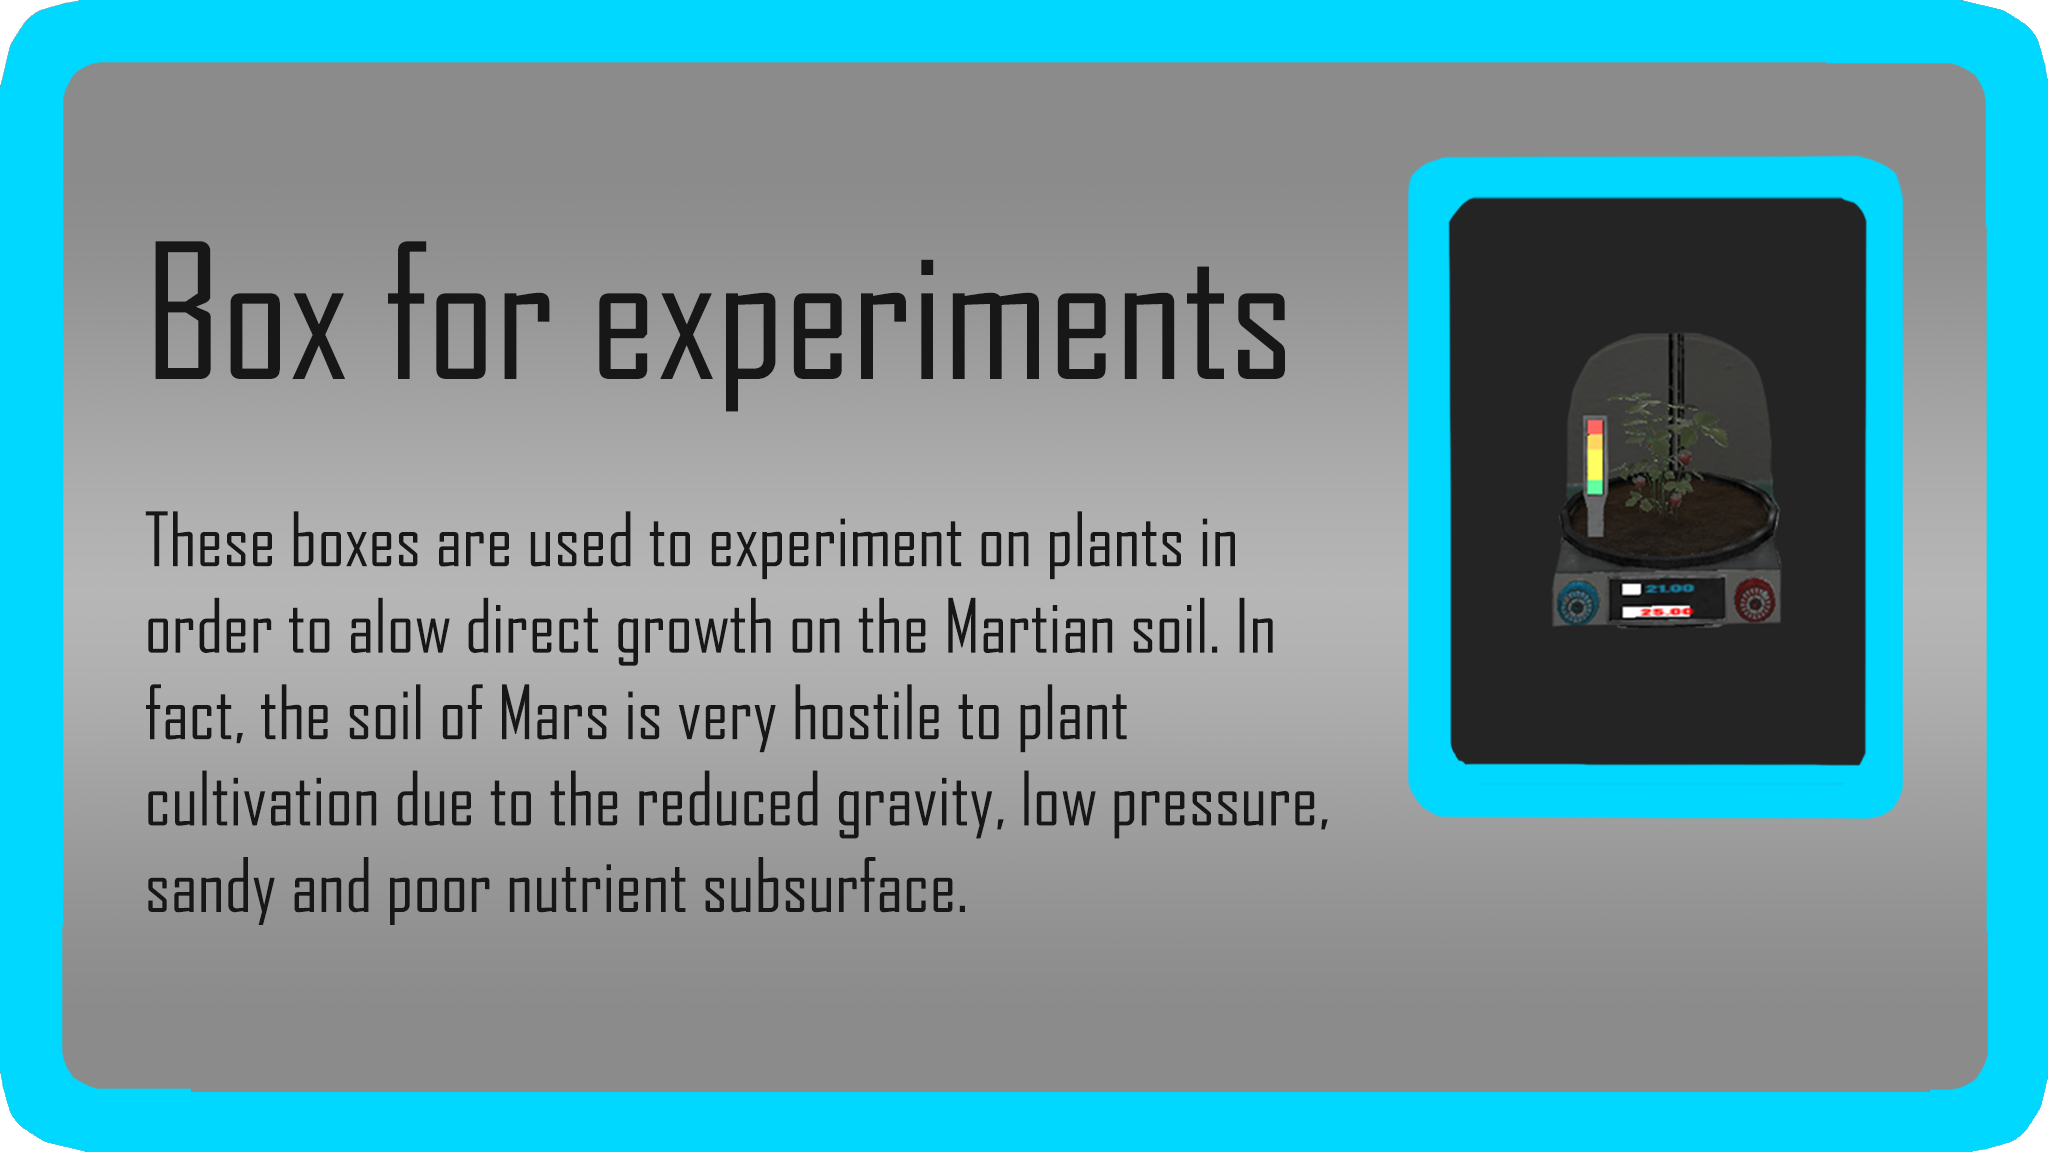 Box for experiments
These boxes are used to experiment on plants in
order to alow direct growth on the Martian soil. In
fact, the soil of Mars is very hostile to plant
cultivation due to the reduced gravity, low pressure,
sandy and poor nutrient subsurface.
21.00
25.00